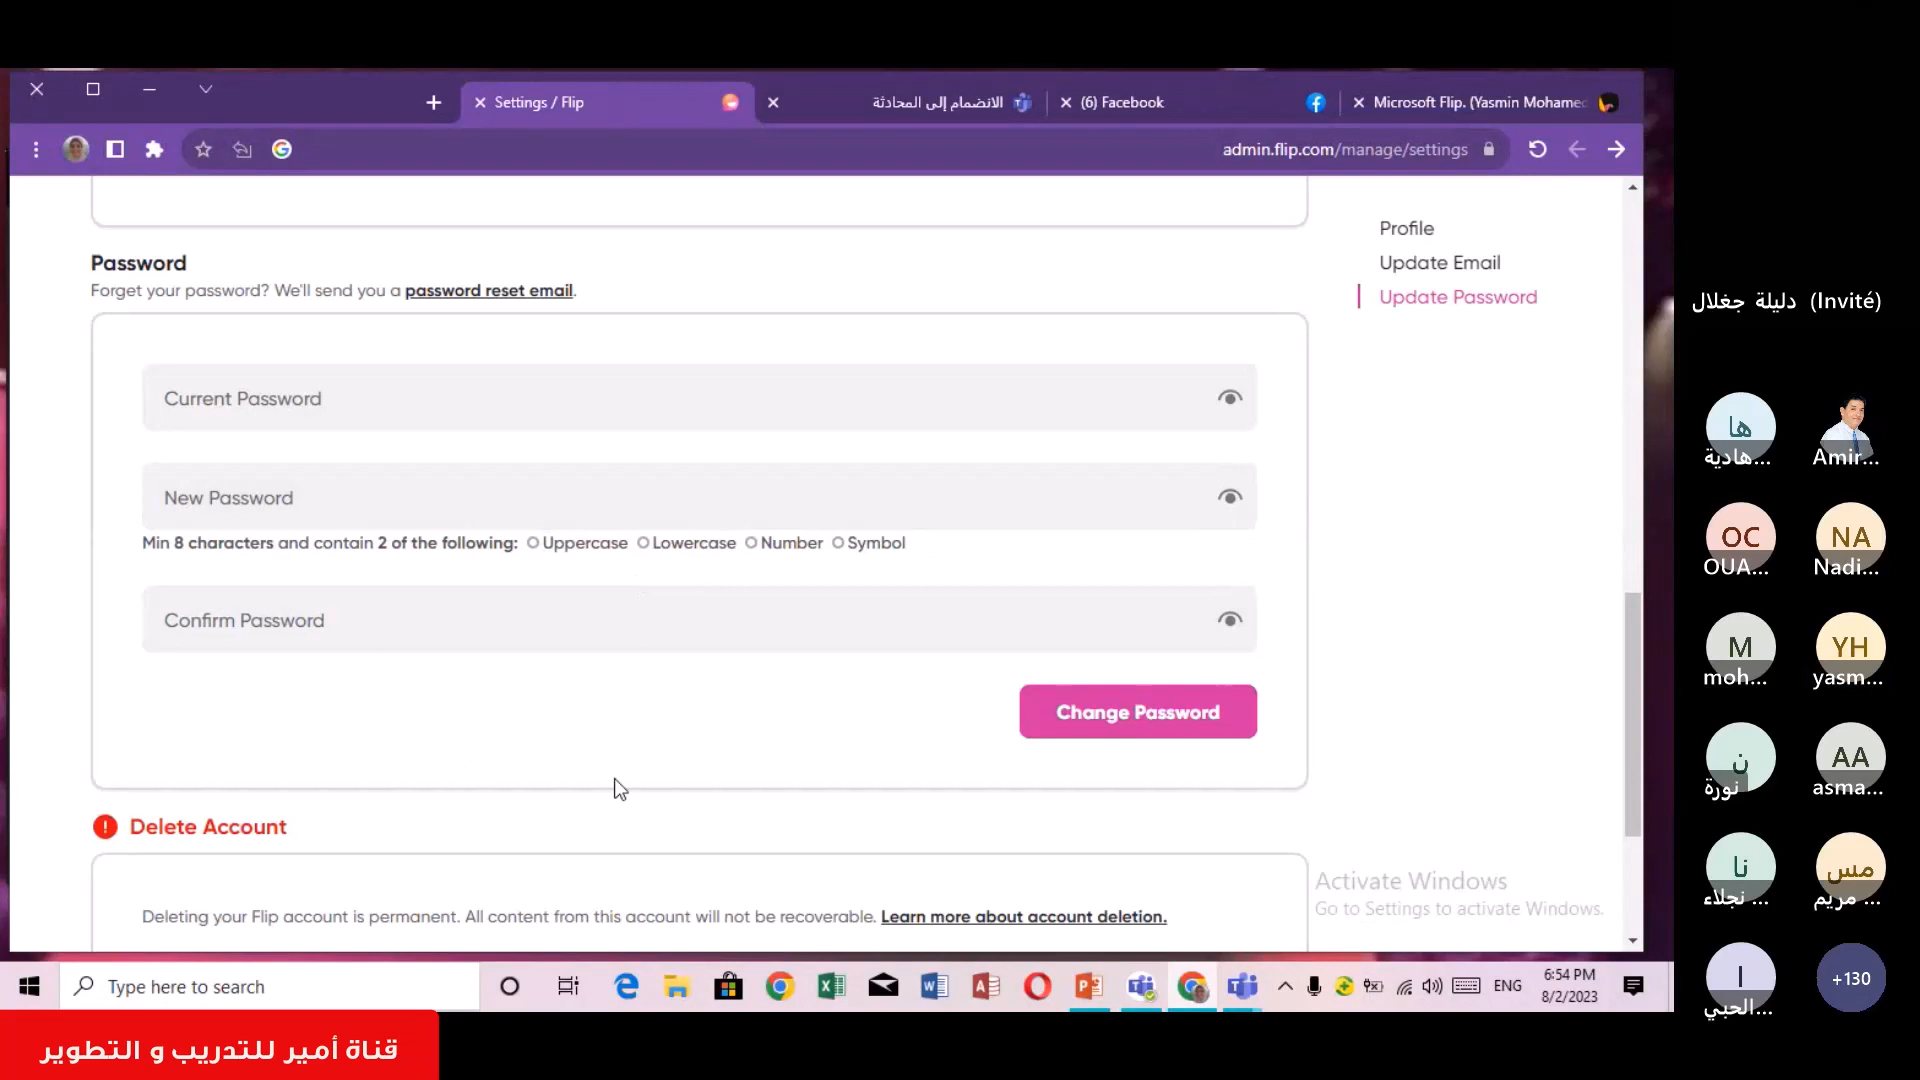 Settings / Flip
الانضمام إلى المحادثة
(6) Facebook
Microsoft Flip. (Yasmin Mohamed
admin.flip.com/manage/settings
Password
Forget your password? We'll send you a password reset email.
Current Password
New Password
Min 8 characters and contain 2 of the following: Uppercase Lowercase Number Symbol
Confirm Password
Change Password
Delete Account
Deleting your Flip account is permanent. All content from this account will not be recoverable. Learn more about account deletion.
Profile
Update Email
Update Password
Activate Windows
Go to Settings to activate Windows.
دليلة جغلال (Invité)
ها
هادية...
Amir...
OC
OUA...
NA
Nadi...
M
moh...
YH
yasm...
ن
نورة
AA
asma...
نا
نجلاء ...
مس
مريم ...
ا
الحبي...
+130
Type here to search
ENG
6:54 PM
8/2/2023
قناة أمير للتدريب و التطوير